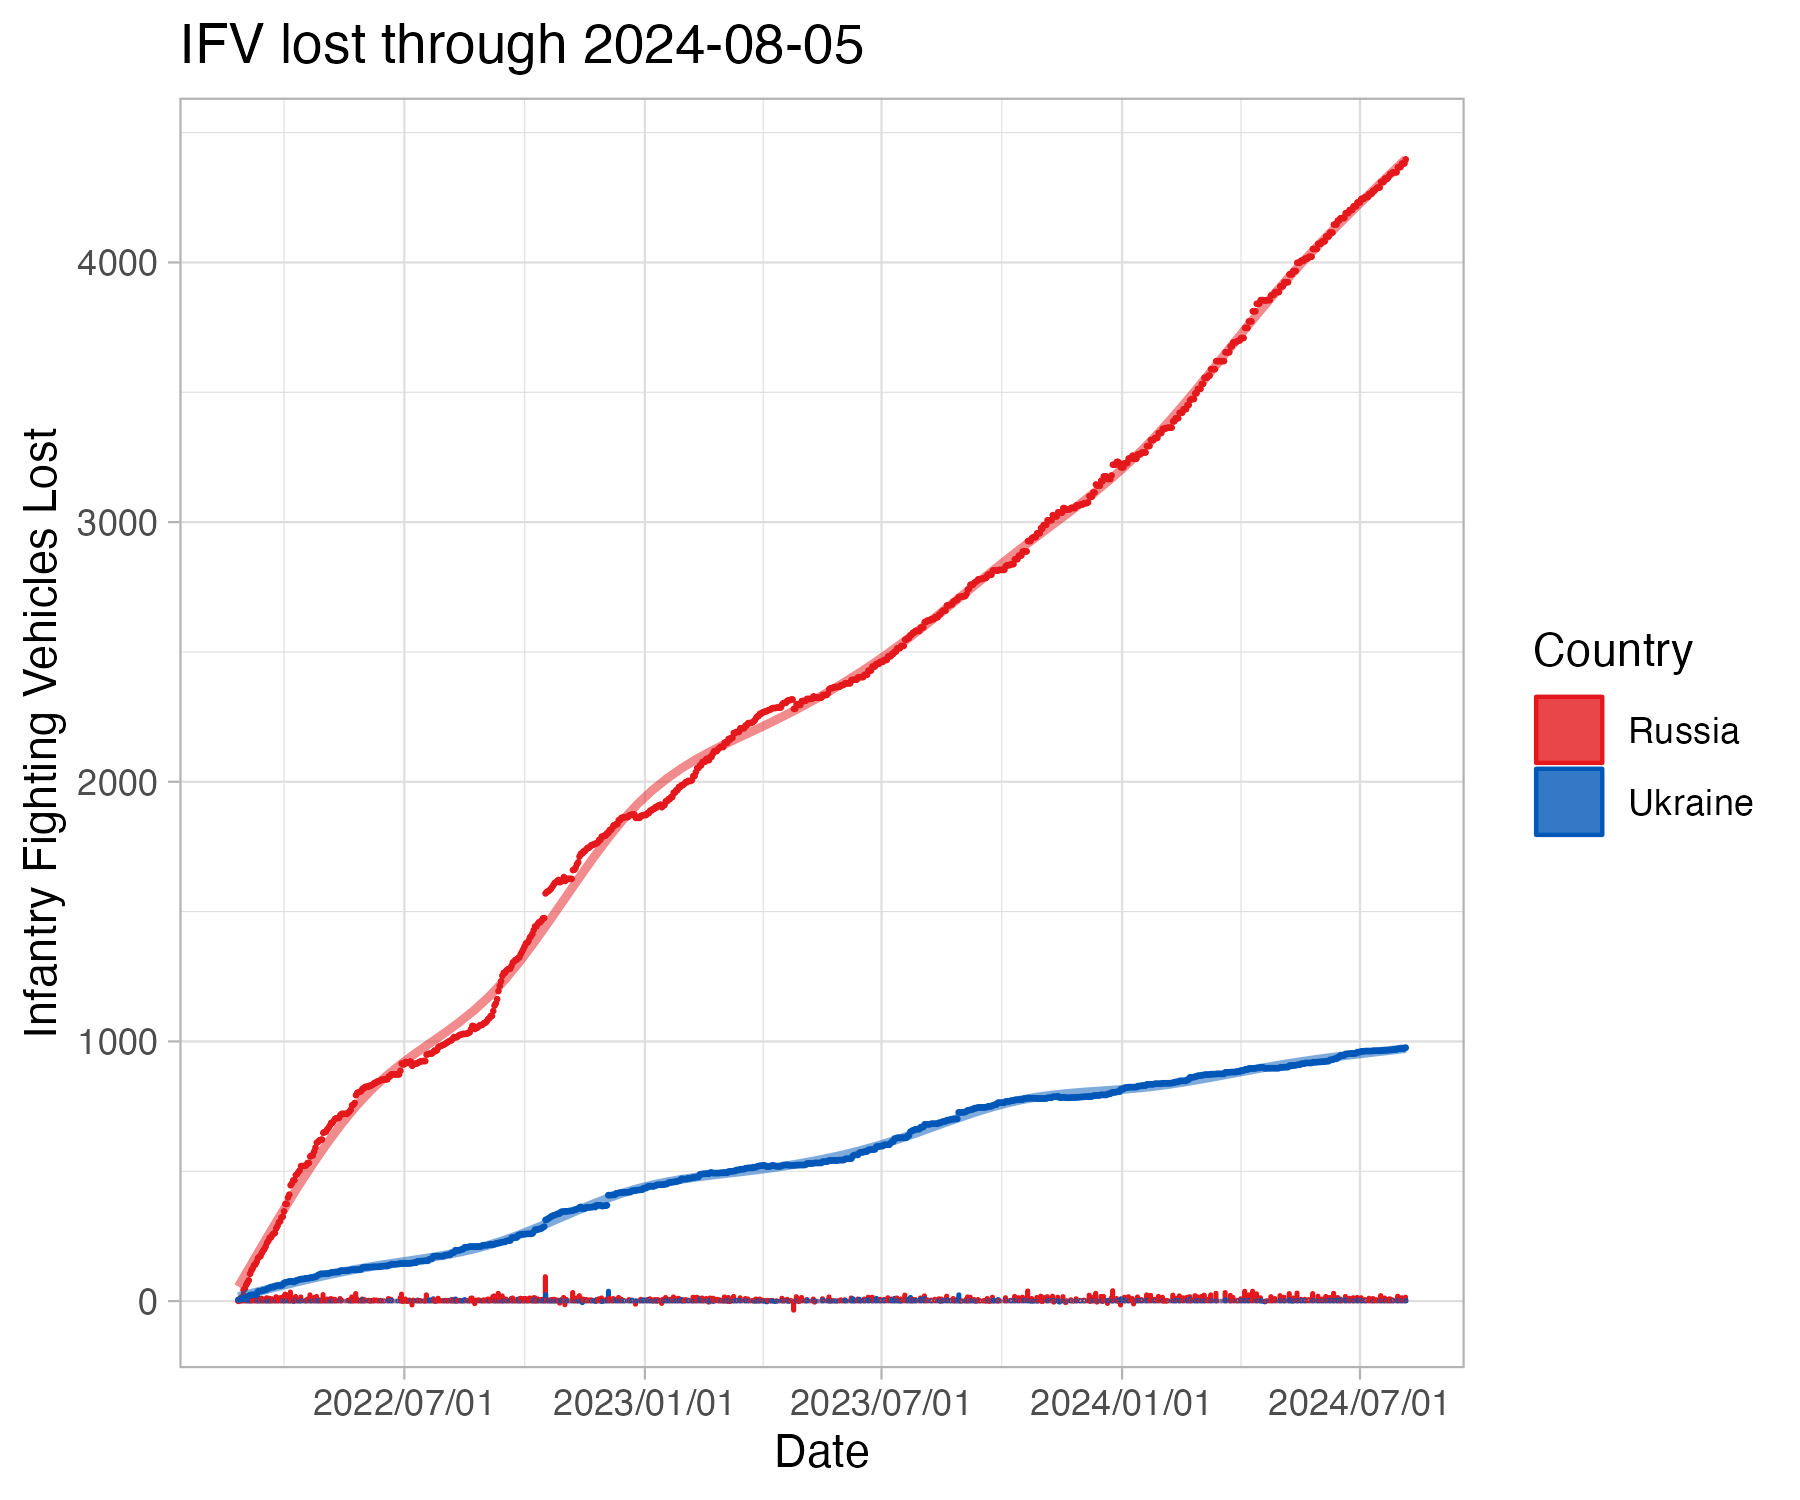 IFV lost through 2024-08-05
Infantry Fighting Vehicles Lost
4000
3000
2000
1000
0
2022/07/01
2023/01/01
2023/07/01
2024/01/01
2024/07/01
Date
Country
Russia
Ukraine